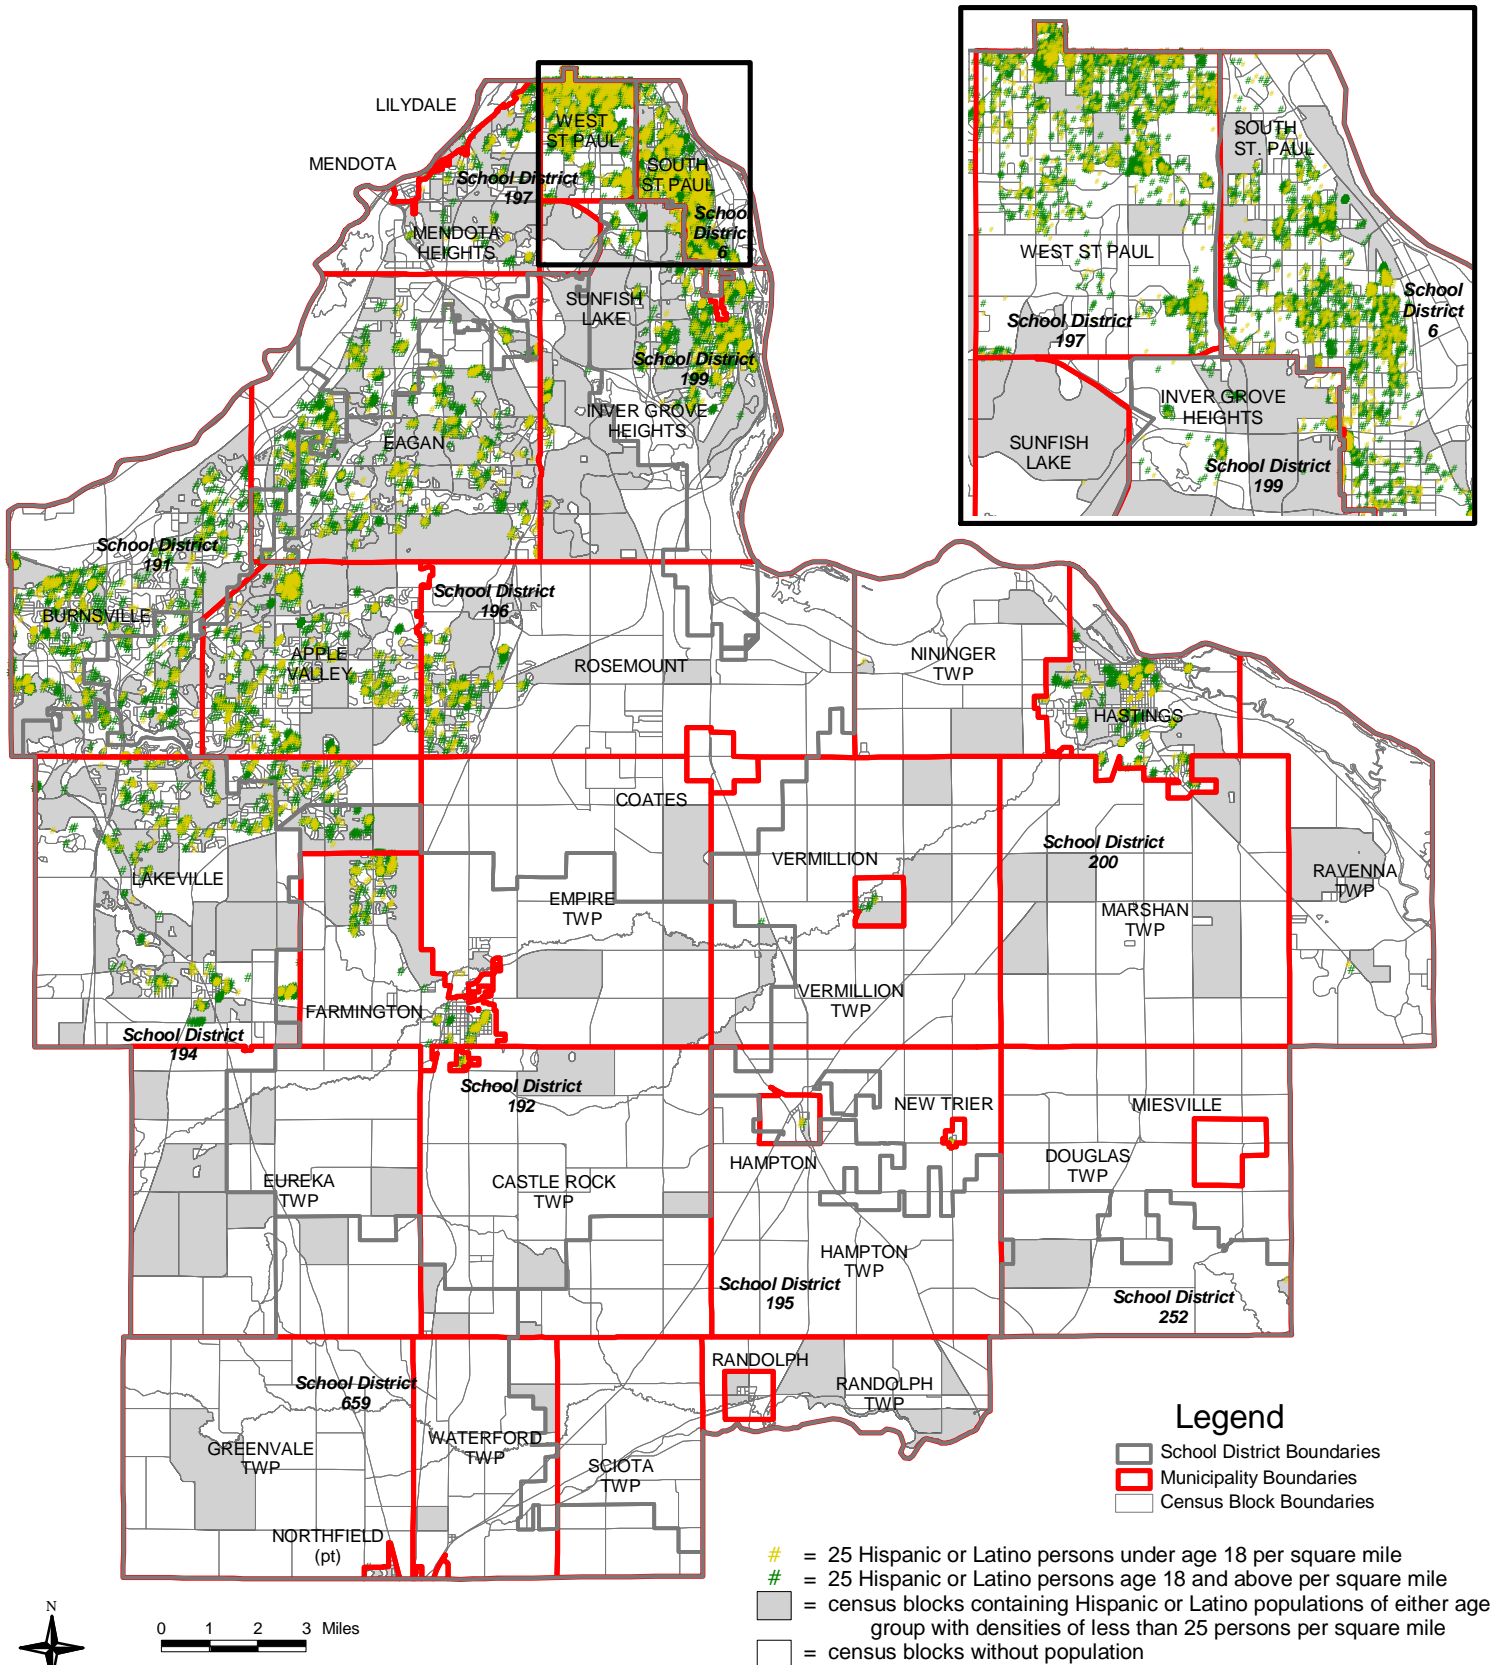 LILYDALE
WEST
ST PAUL
MENDOTA
SOUTH
ST PAUL
School District
197
School
District
6
MENDOTA
HEIGHTS
SUNFISH
LAKE
School District
199
INVER GROVE
HEIGHTS
EAGAN
SOUTH
ST. PAUL
WEST ST PAUL
School
District
6
School District
197
INVER GROVE
HEIGHTS
SUNFISH
LAKE
School District
199
School District
191
School District
196
BURNSVILLE
APPLE
VALLEY
ROSEMOUNT
NININGER
TWP
HASTINGS
COATES
LAKEVILLE
VERMILLION
School District
200
RAVENNA
TWP
EMPIRE
TWP
MARSHAN
TWP
VERMILLION
TWP
FARMINGTON
School District
194
School District
192
NEW TRIER
MIESVILLE
HAMPTON
DOUGLAS
TWP
EUREKA
TWP
CASTLE ROCK
TWP
HAMPTON
TWP
School District
195
School District
252
RANDOLPH
RANDOLPH
TWP
School District
659
GREENVALE
TWP
WATERFORD
TWP
SCIOTA
TWP
NORTHFIELD
(pt)
Legend
School District Boundaries
Municipality Boundaries
Census Block Boundaries
# = 25 Hispanic or Latino persons under age 18 per square mile
# = 25 Hispanic or Latino persons age 18 and above per square mile
= census blocks containing Hispanic or Latino populations of either age
group with densities of less than 25 persons per square mile
= census blocks without population
N
0 1 2 3 Miles